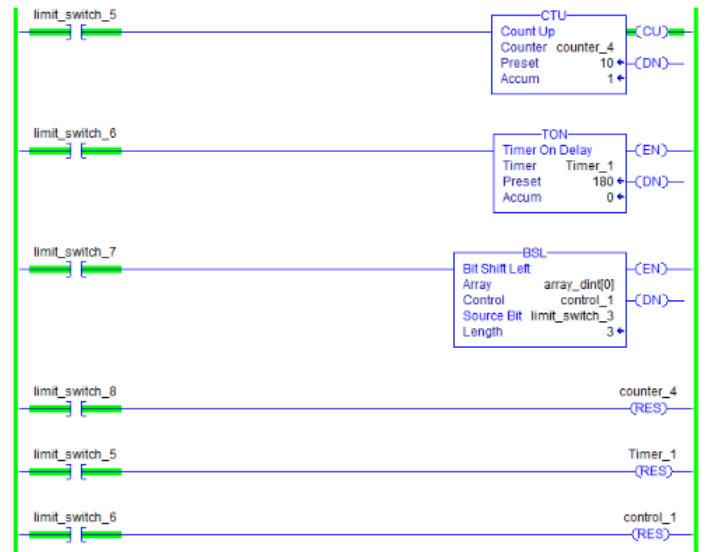 limit_switch_5
CTU
Count Up
Counter counter_4
Preset 10
Accum 1
(CU)
(DN)
limit_switch_6
TON
Timer On Delay
Timer Timer_1
Preset 180
Accum 0
(EN)
(DN)
limit_switch_7
BSL
Bit Shift Left
Array array_dint[0]
Control control_1
Source Bit limit_switch_3
Length 3
(EN)
(DN)
limit_switch_8
counter_4
(RES)
limit_switch_5
Timer_1
(RES)
limit_switch_6
control_1
(RES)